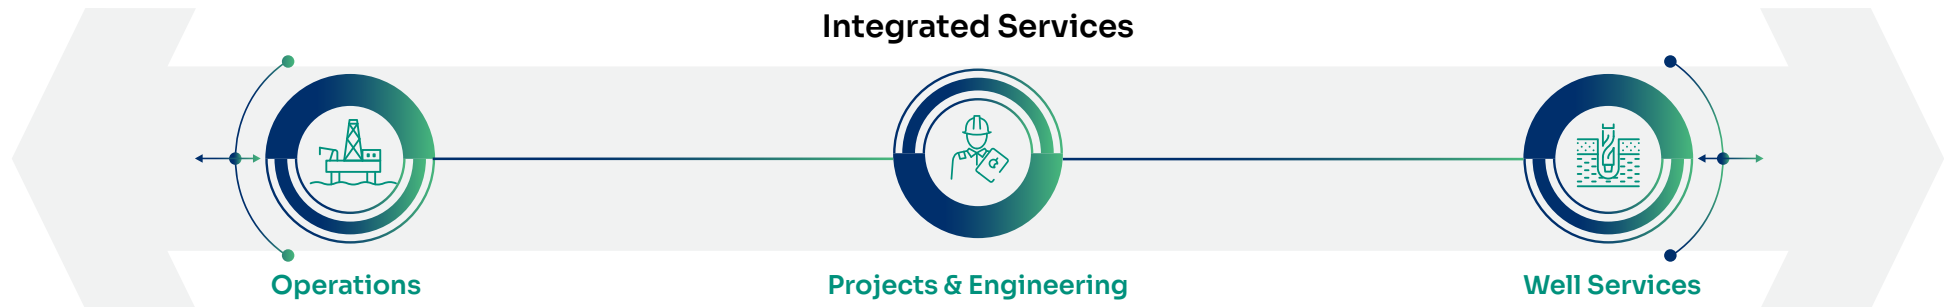 Integrated Services
Operations
Projects & Engineering
Well Services